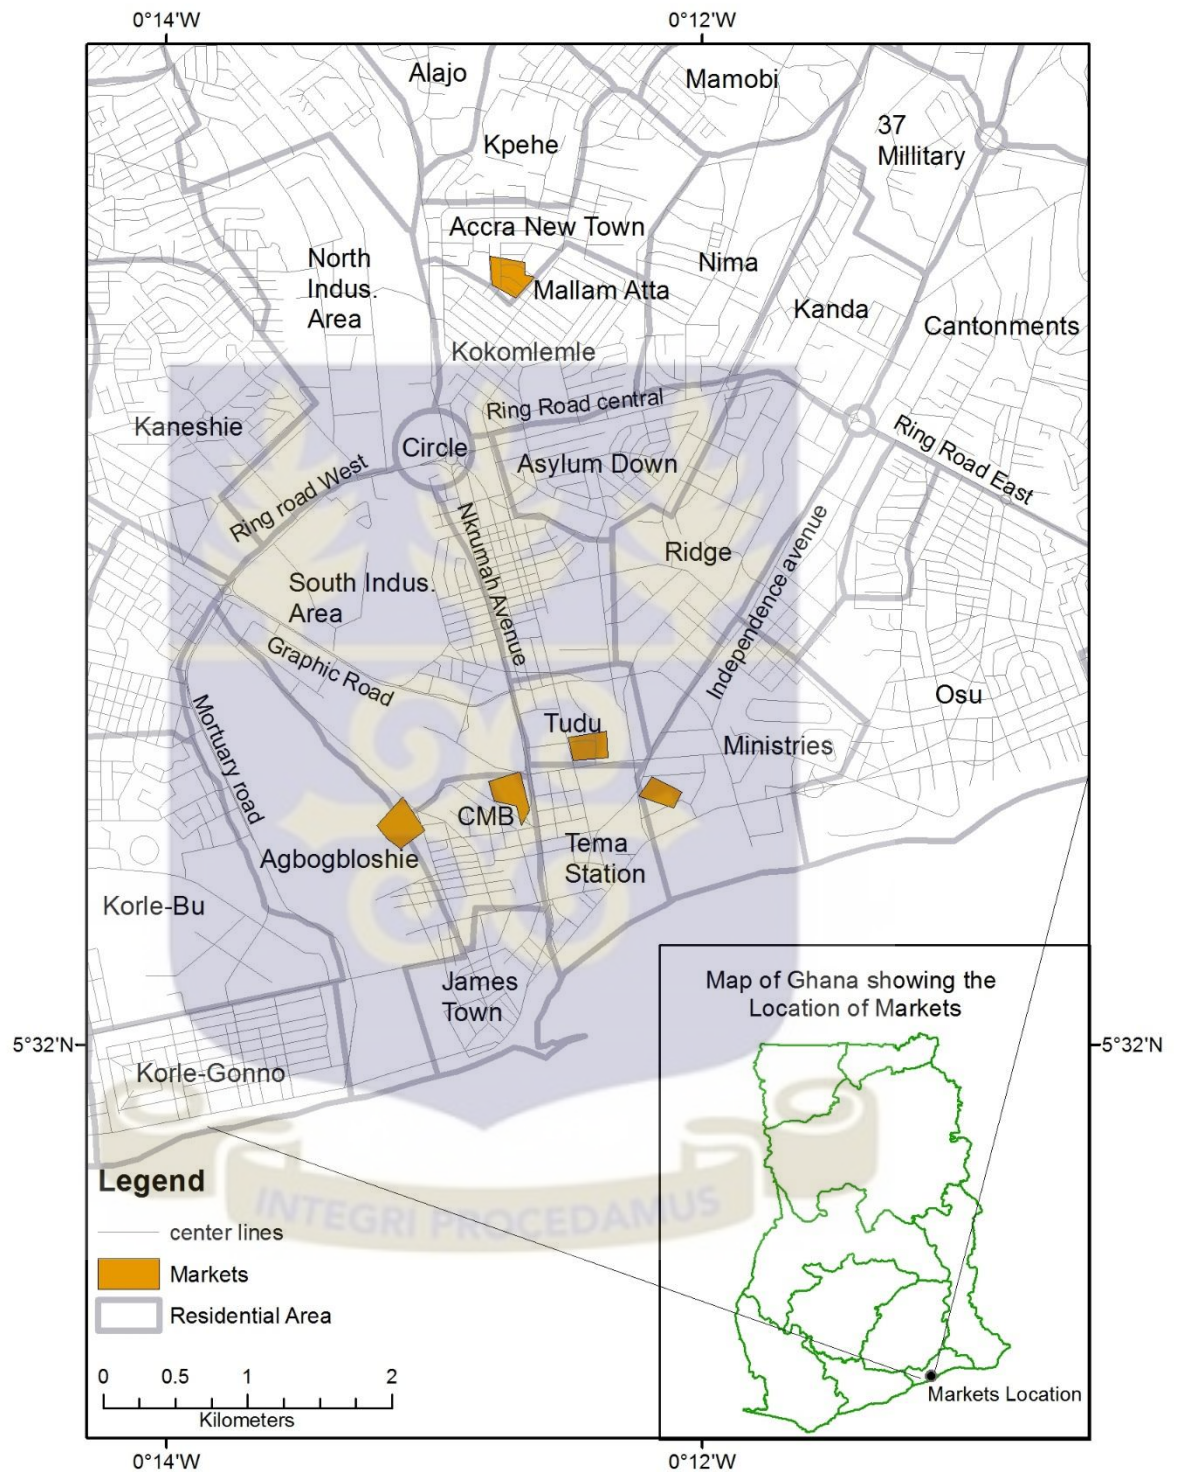 0°14'W
0°12'W
Alajo
Mamobi
37
Millitary
Kpehe
Accra New Town
North
Indus.
Area
Nima
Mallam Atta
Kanda
Cantonments
Kokomlemle
Ring Road central
Kaneshie
Circle
Ring Road East
Asylum Down
Ring road West
Nkrumah Avenue
Ridge
Independence avenue
South Indus.
Area
Graphic Road
Osu
Mortuary road
Tudu
Ministries
CMB
Tema
Station
Agbogbloshie
Korle-Bu
James
Town
Map of Ghana showing the
Location of Markets
5°32'N
5°32'N
Korle-Gonno
Legend
INTEGRI PROCEDAMUS
center lines
Markets
Residential Area
0 0.5 1 2
Kilometers
Markets Location
0°14'W
0°12'W